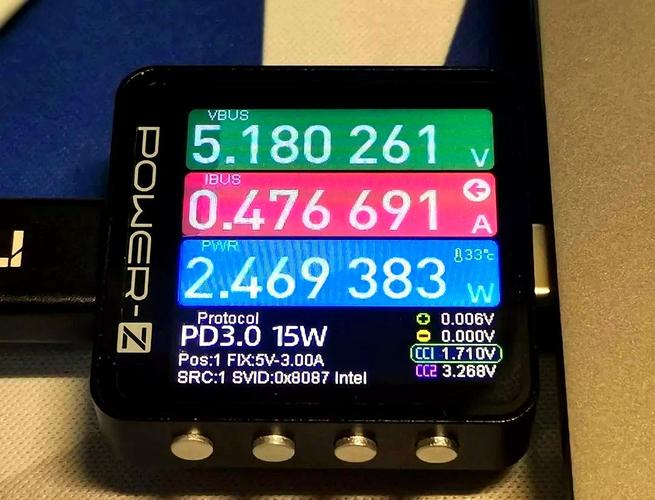 POWER-Z
VBUS
5.180 261 V
IBUS
0.476 691 A
PWR
33°c
2.469 383 W
Protocol
PD3.0 15W
Pos:1 FIX:5V-3.00A
SRC:1 SVID:0x8087 Intel
+ 0.006V
- 0.000V
CC1 1.710V
CC2 3.268V